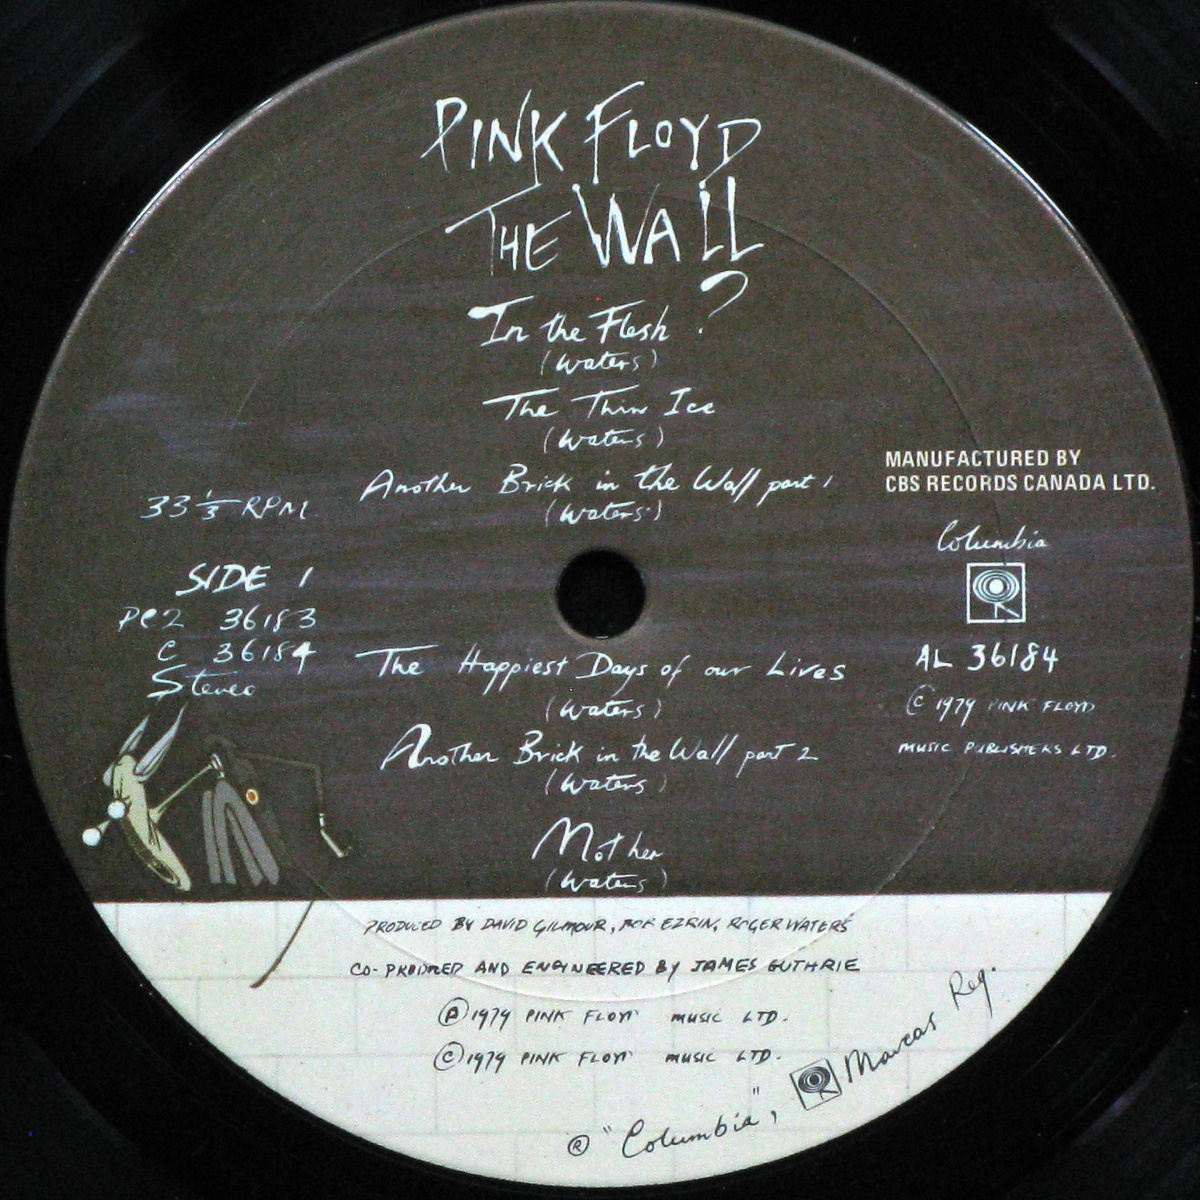 PINK FLOYD
THE WALL
In the Flesh ?
(Waters)
The Thin Ice
(Waters)
Another Brick in the Wall part 1
(Waters)
33 1/3 RPM.
SIDE 1
PC2 36183
C 36184
Stereo
MANUFACTURED BY
CBS RECORDS CANADA LTD.
Columbia
AL 36184
© 1979 PINK FLOYD
MUSIC PUBLISHERS LTD.
The Happiest Days of our Lives
(Waters)
Another Brick in the Wall part 2
(Waters)
Mother
(Waters)
PRODUCED BY DAVID GILMOUR, BOB EZRIN, ROGER WATERS
CO-PRODUCED AND ENGINEERED BY JAMES GUTHRIE
Ⓟ 1979 PINK FLOYD MUSIC LTD.
© 1979 PINK FLOYD MUSIC LTD.
® "Columbia", Marcas Reg.